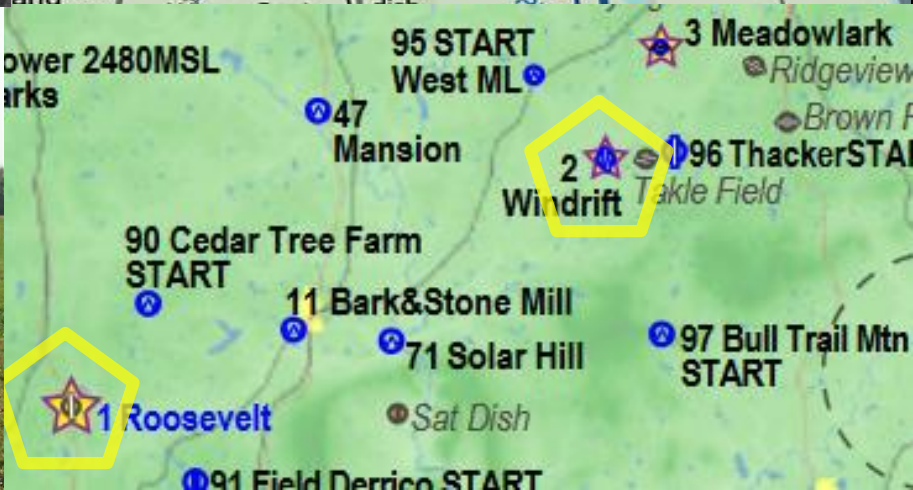 3 Meadowlark
95 START
West ML
ower 2480MSL
arks
Ridgeview
47
Mansion
Brown
2
Windrift
96 ThackerSTA
Takle Field
90 Cedar Tree Farm
START
11 Bark&Stone Mill
71 Solar Hill
97 Bull Trail Mtn
START
1 Roosevelt
Sat Dish
91 Field Derrico START